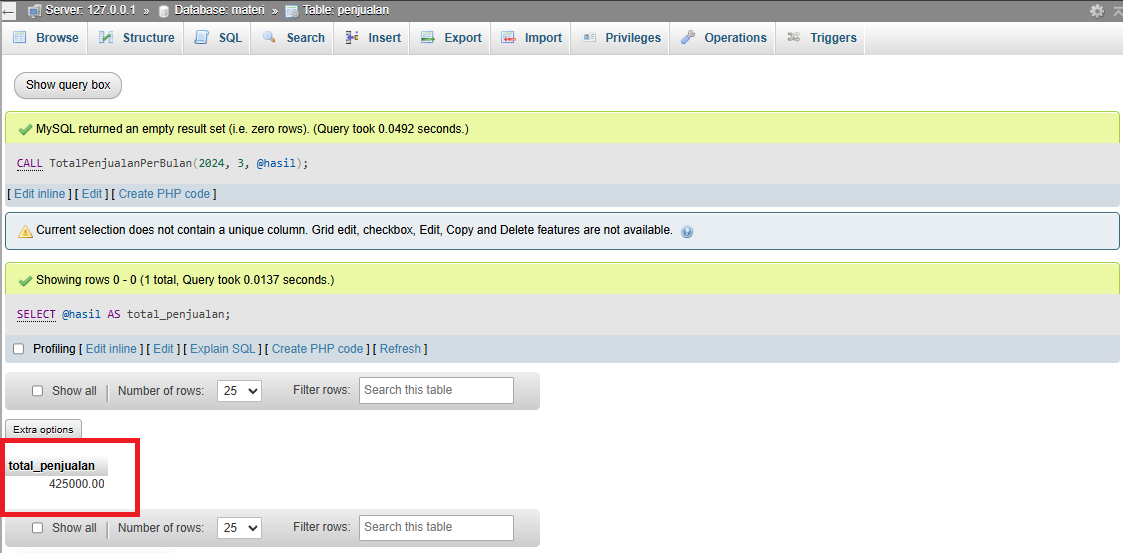 Server: 127.0.0.1 » Database: materi » Table: penjualan
Browse Structure SQL Search Insert Export Import Privileges Operations Triggers
Show query box
MySQL returned an empty result set (i.e. zero rows). (Query took 0.0492 seconds.)
CALL TotalPenjualanPerBulan(2024, 3, @hasil);
[ Edit inline ] [ Edit ] [ Create PHP code ]
Current selection does not contain a unique column. Grid edit, checkbox, Edit, Copy and Delete features are not available.
Showing rows 0 - 0 (1 total, Query took 0.0137 seconds.)
SELECT @hasil AS total_penjualan;
Profiling [ Edit inline ] [ Edit ] [ Explain SQL ] [ Create PHP code ] [ Refresh ]
Show all | Number of rows: 25 Filter rows: Search this table
Extra options
total_penjualan
425000.00
Show all | Number of rows: 25 Filter rows: Search this table